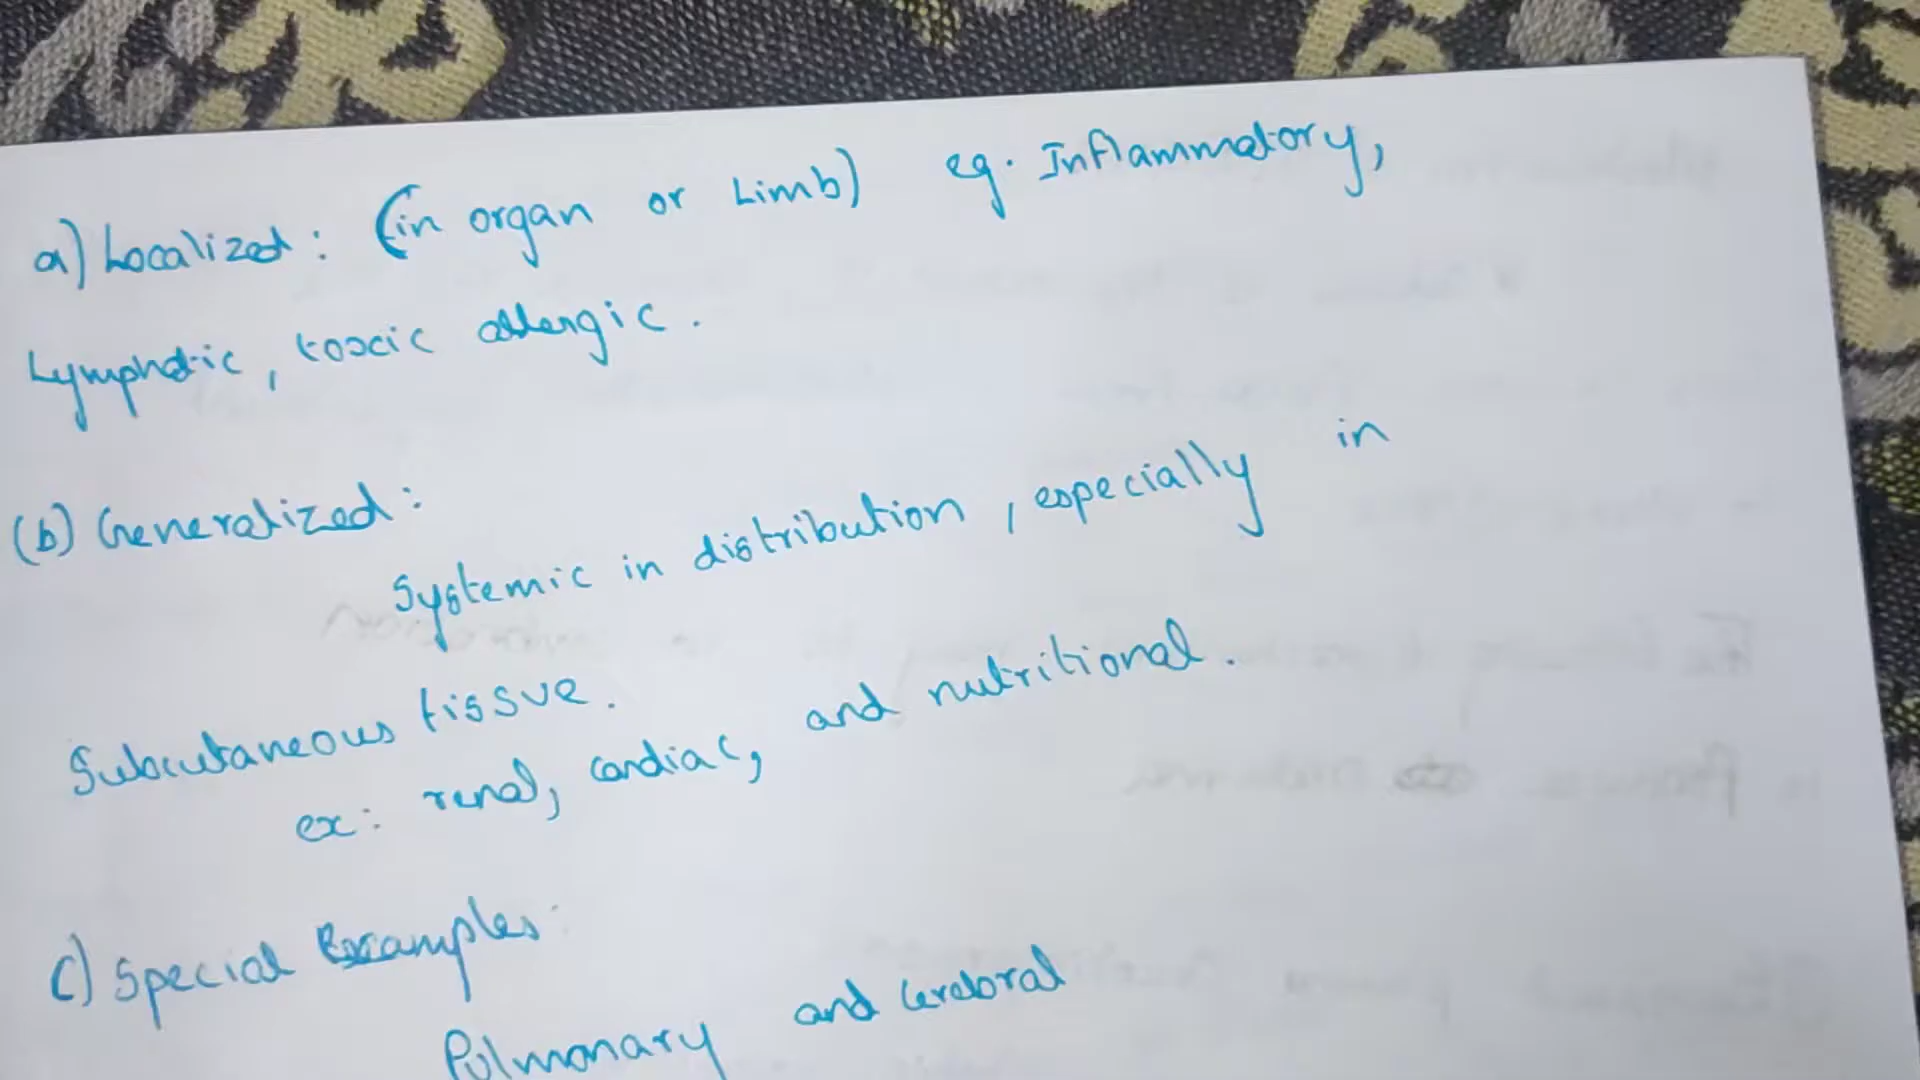 a) Localized: (in organ or Limb) eg. Inflammatory,
Lymphatic, toxic allergic.
(b) Generalized:
Systemic in distribution, especially in
Subcutaneous tissue.
ex: renal, cardiac, and nutritional.
c) Special Examples:
Pulmonary and Cerebral